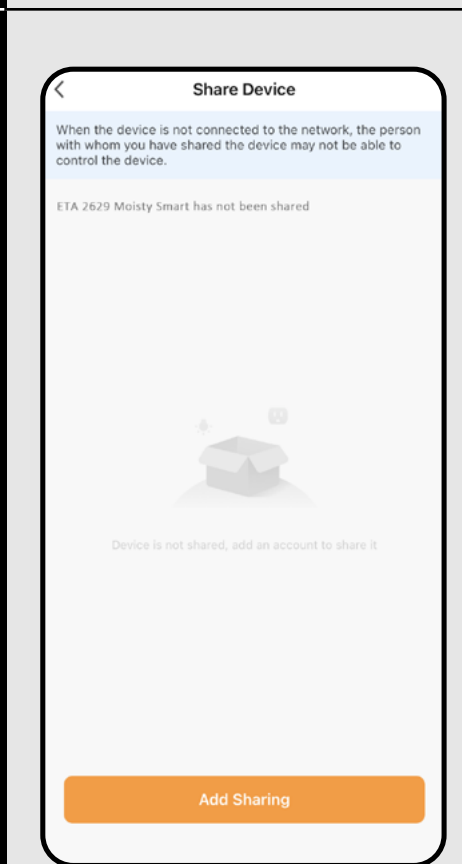 Share Device
When the device is not connected to the network, the person
with whom you have shared the device may not be able to
control the device.
ETA 2629 Moisty Smart has not been shared
Device is not shared, add an account to share it
Add Sharing